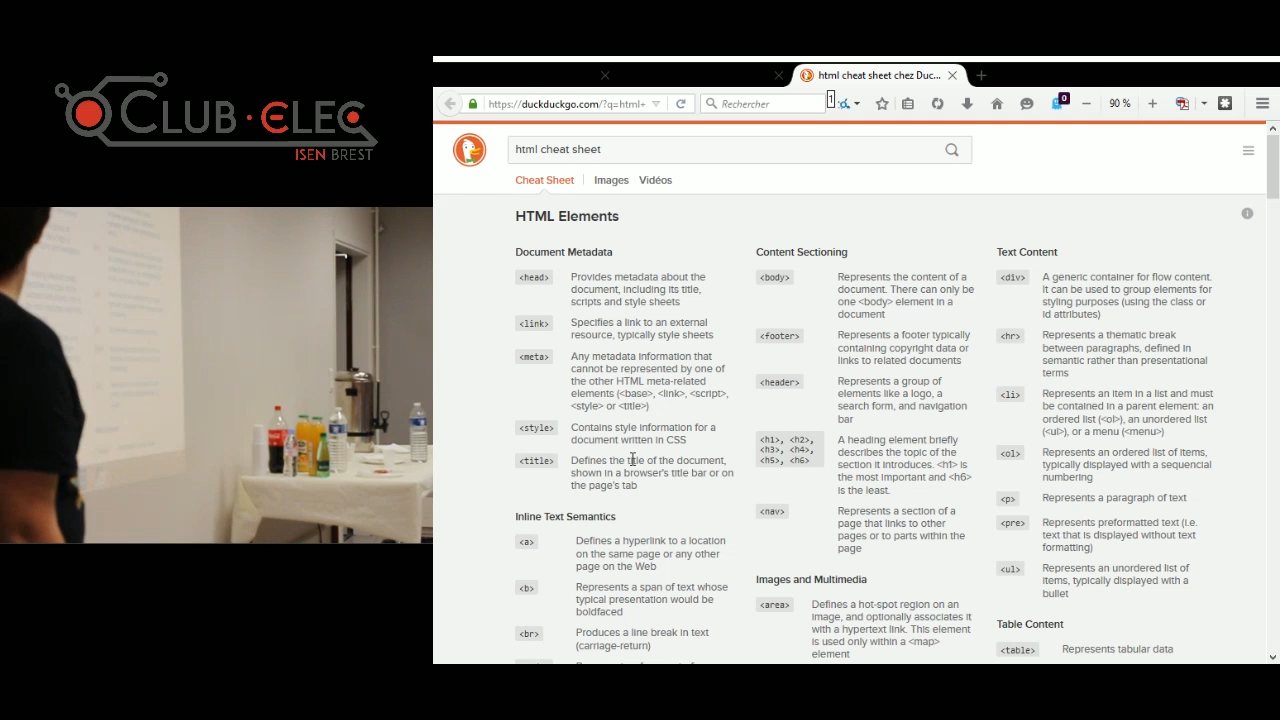 CLUB·ELEC
ISEN BREST
html cheat sheet chez Duc...
https://duckduckgo.com/?q=html+
Rechercher
1
0
90 %
html cheat sheet
Cheat Sheet
Images
Vidéos
HTML Elements
Document Metadata
<head>
Provides metadata about the
document, including its title,
scripts and style sheets
<link>
Specifies a link to an external
resource, typically style sheets
<meta>
Any metadata information that
cannot be represented by one of
the other HTML meta-related
elements (<base>, <link>, <script>,
<style> or <title>)
<style>
Contains style information for a
document written in CSS
<title>
Defines the title of the document,
shown in a browser's title bar or on
the page's tab
Inline Text Semantics
<a>
Defines a hyperlink to a location
on the same page or any other
page on the Web
<b>
Represents a span of text whose
typical presentation would be
boldfaced
<br>
Produces a line break in text
(carriage-return)
Content Sectioning
<body>
Represents the content of a
document. There can only be
one <body> element in a
document
<footer>
Represents a footer typically
containing copyright data or
links to related documents
<header>
Represents a group of
elements like a logo, a
search form, and navigation
bar
<h1>, <h2>,
<h3>, <h4>,
<h5>, <h6>
A heading element briefly
describes the topic of the
section it introduces. <h1> is
the most important and <h6>
is the least.
<nav>
Represents a section of a
page that links to other
pages or to parts within the
page
Images and Multimedia
<area>
Defines a hot-spot region on an
image, and optionally associates it
with a hypertext link. This element
is used only within a <map>
element
Text Content
<div>
A generic container for flow content.
It can be used to group elements for
styling purposes (using the class or
id attributes)
<hr>
Represents a thematic break
between paragraphs, defined in
semantic rather than presentational
terms
<li>
Represents an item in a list and must
be contained in a parent element: an
ordered list (<ol>), an unordered list
(<ul>), or a menu (<menu>)
<ol>
Represents an ordered list of items,
typically displayed with a sequential
numbering
<p>
Represents a paragraph of text
<pre>
Represents preformatted text (i.e.
text that is displayed without text
formatting)
<ul>
Represents an unordered list of
items, typically displayed with a
bullet
Table Content
<table>
Represents tabular data